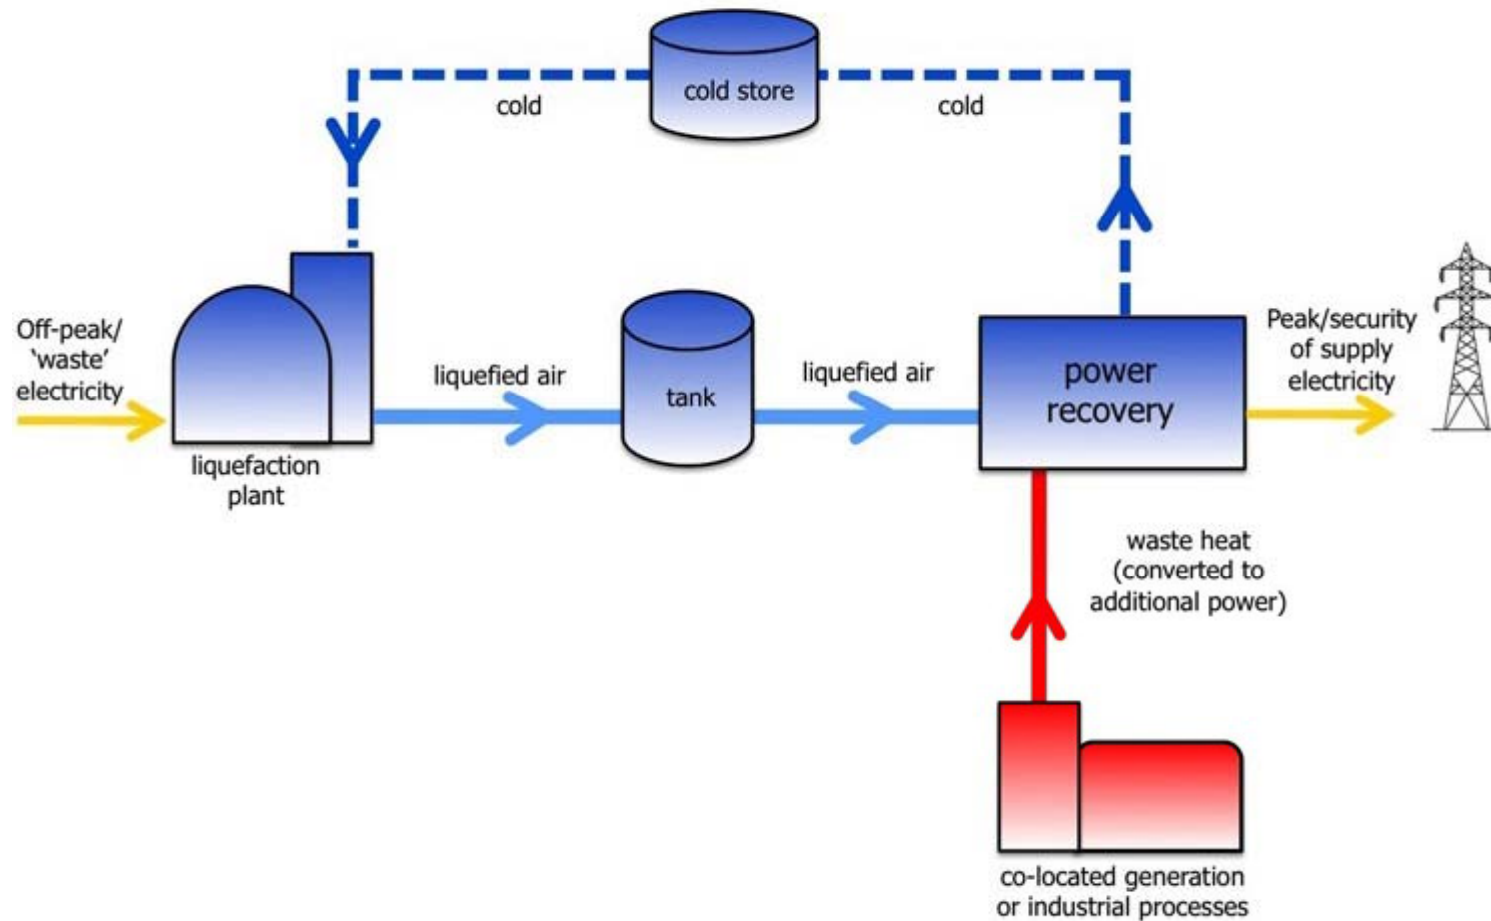 cold store
cold
cold
Off-peak/
‘waste’
electricity
liquefaction
plant
liquefied air
tank
liquefied air
power
recovery
Peak/security
of supply
electricity
waste heat
(converted to
additional power)
co-located generation
or industrial processes